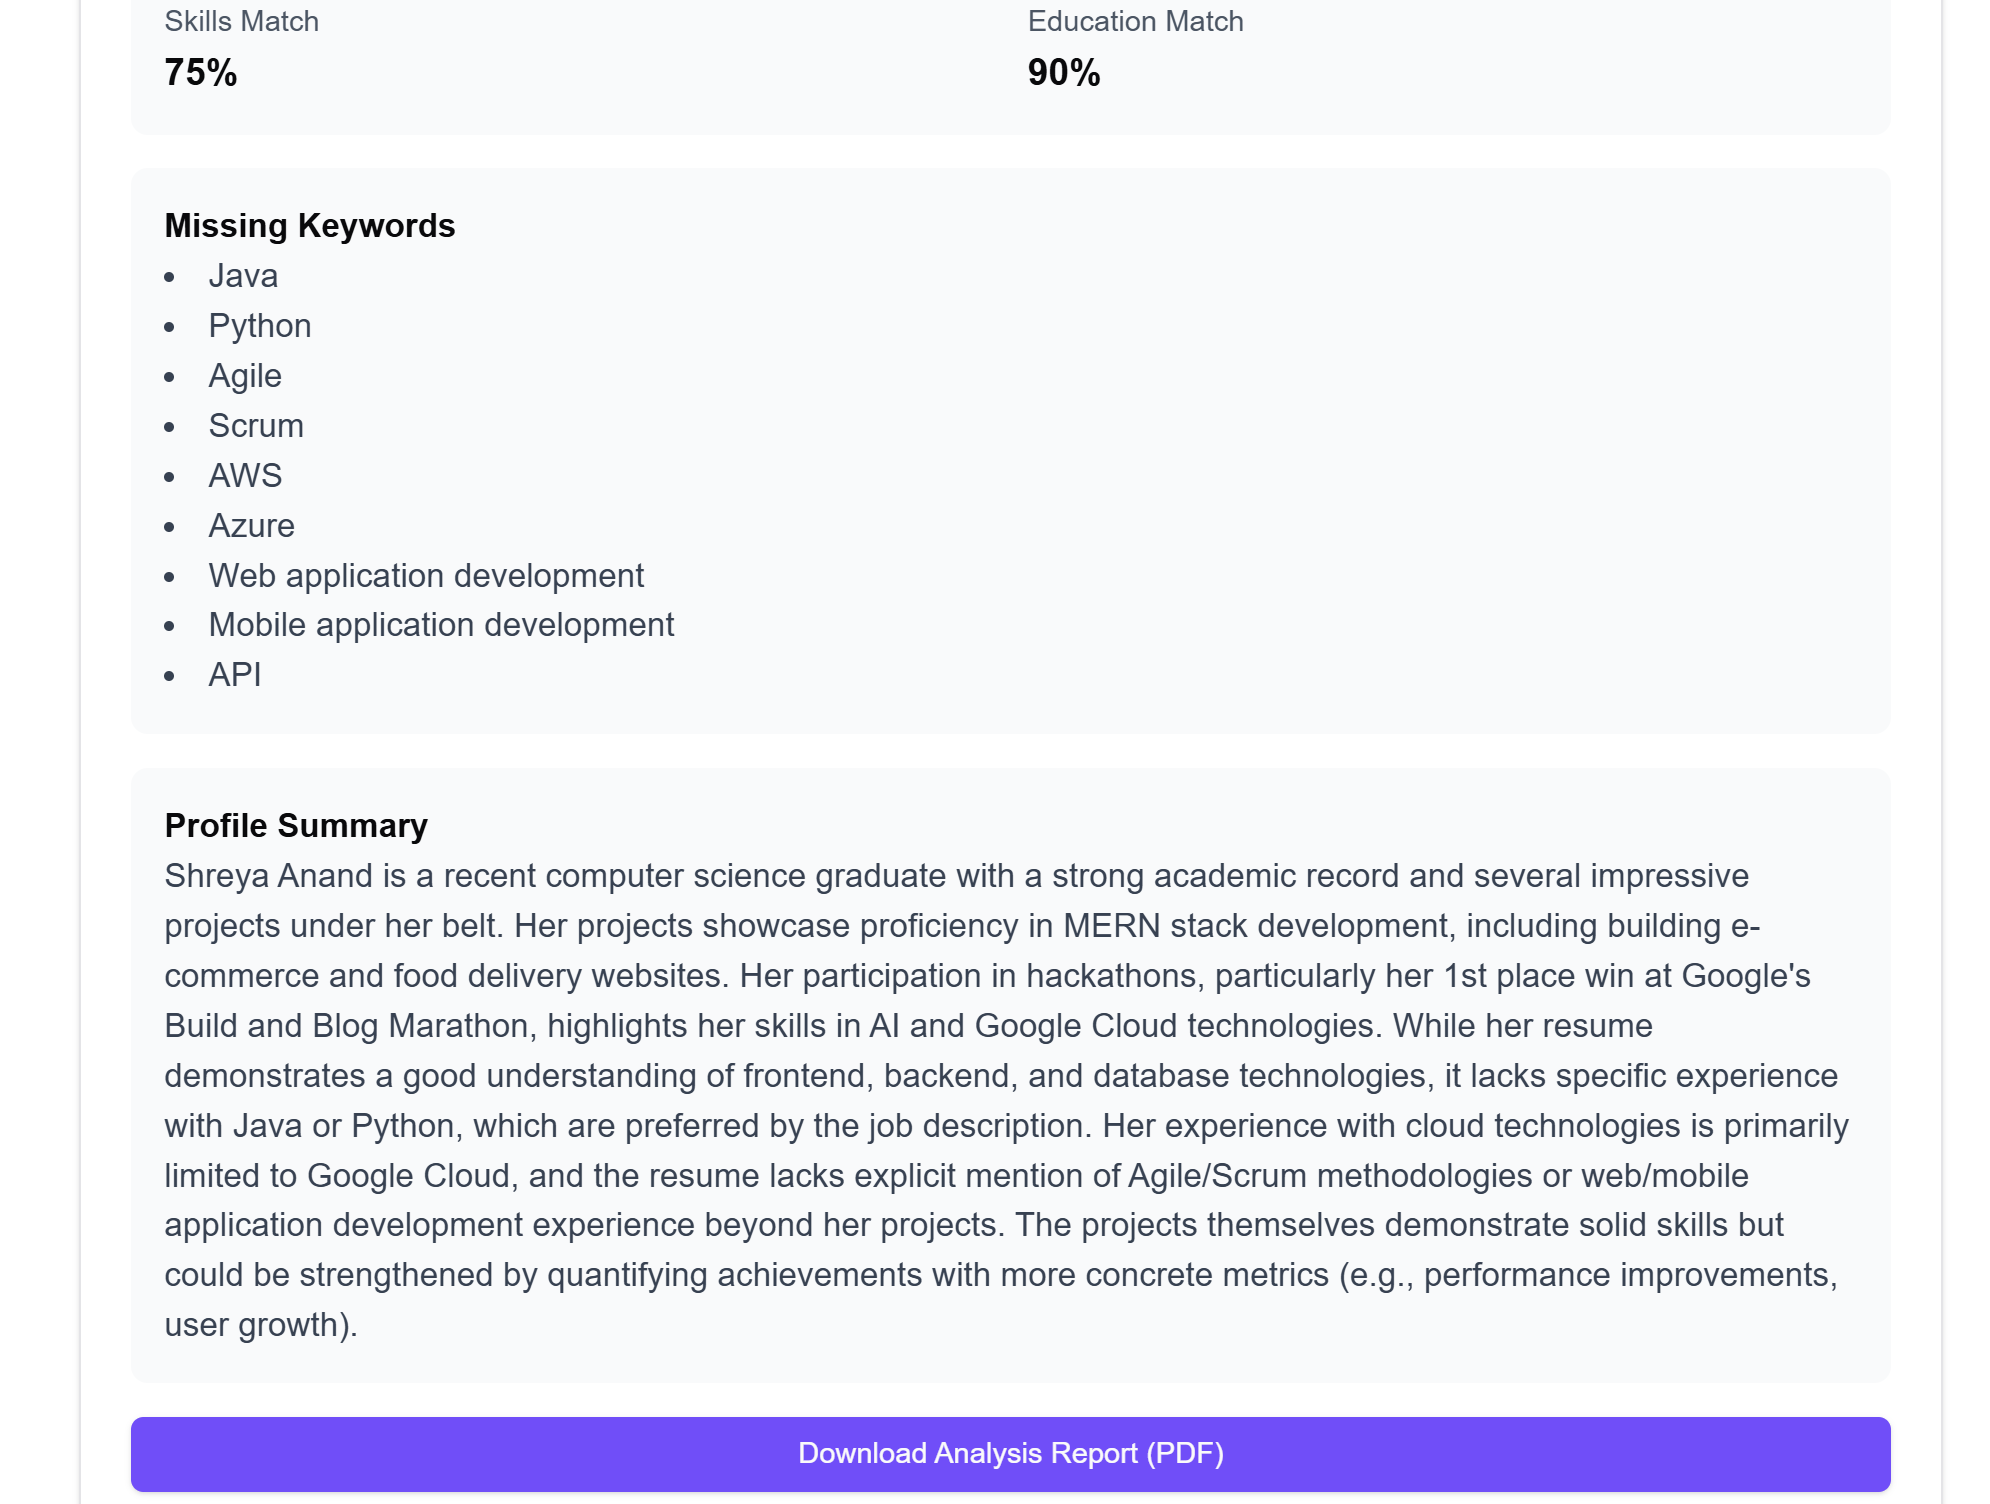 Skills Match
Education Match
75%
90%
Missing Keywords
• Java
• Python
• Agile
• Scrum
• AWS
• Azure
• Web application development
• Mobile application development
• API
Profile Summary
Shreya Anand is a recent computer science graduate with a strong academic record and several impressive
projects under her belt. Her projects showcase proficiency in MERN stack development, including building e-
commerce and food delivery websites. Her participation in hackathons, particularly her 1st place win at Google's
Build and Blog Marathon, highlights her skills in AI and Google Cloud technologies. While her resume
demonstrates a good understanding of frontend, backend, and database technologies, it lacks specific experience
with Java or Python, which are preferred by the job description. Her experience with cloud technologies is primarily
limited to Google Cloud, and the resume lacks explicit mention of Agile/Scrum methodologies or web/mobile
application development experience beyond her projects. The projects themselves demonstrate solid skills but
could be strengthened by quantifying achievements with more concrete metrics (e.g., performance improvements,
user growth).
Download Analysis Report (PDF)